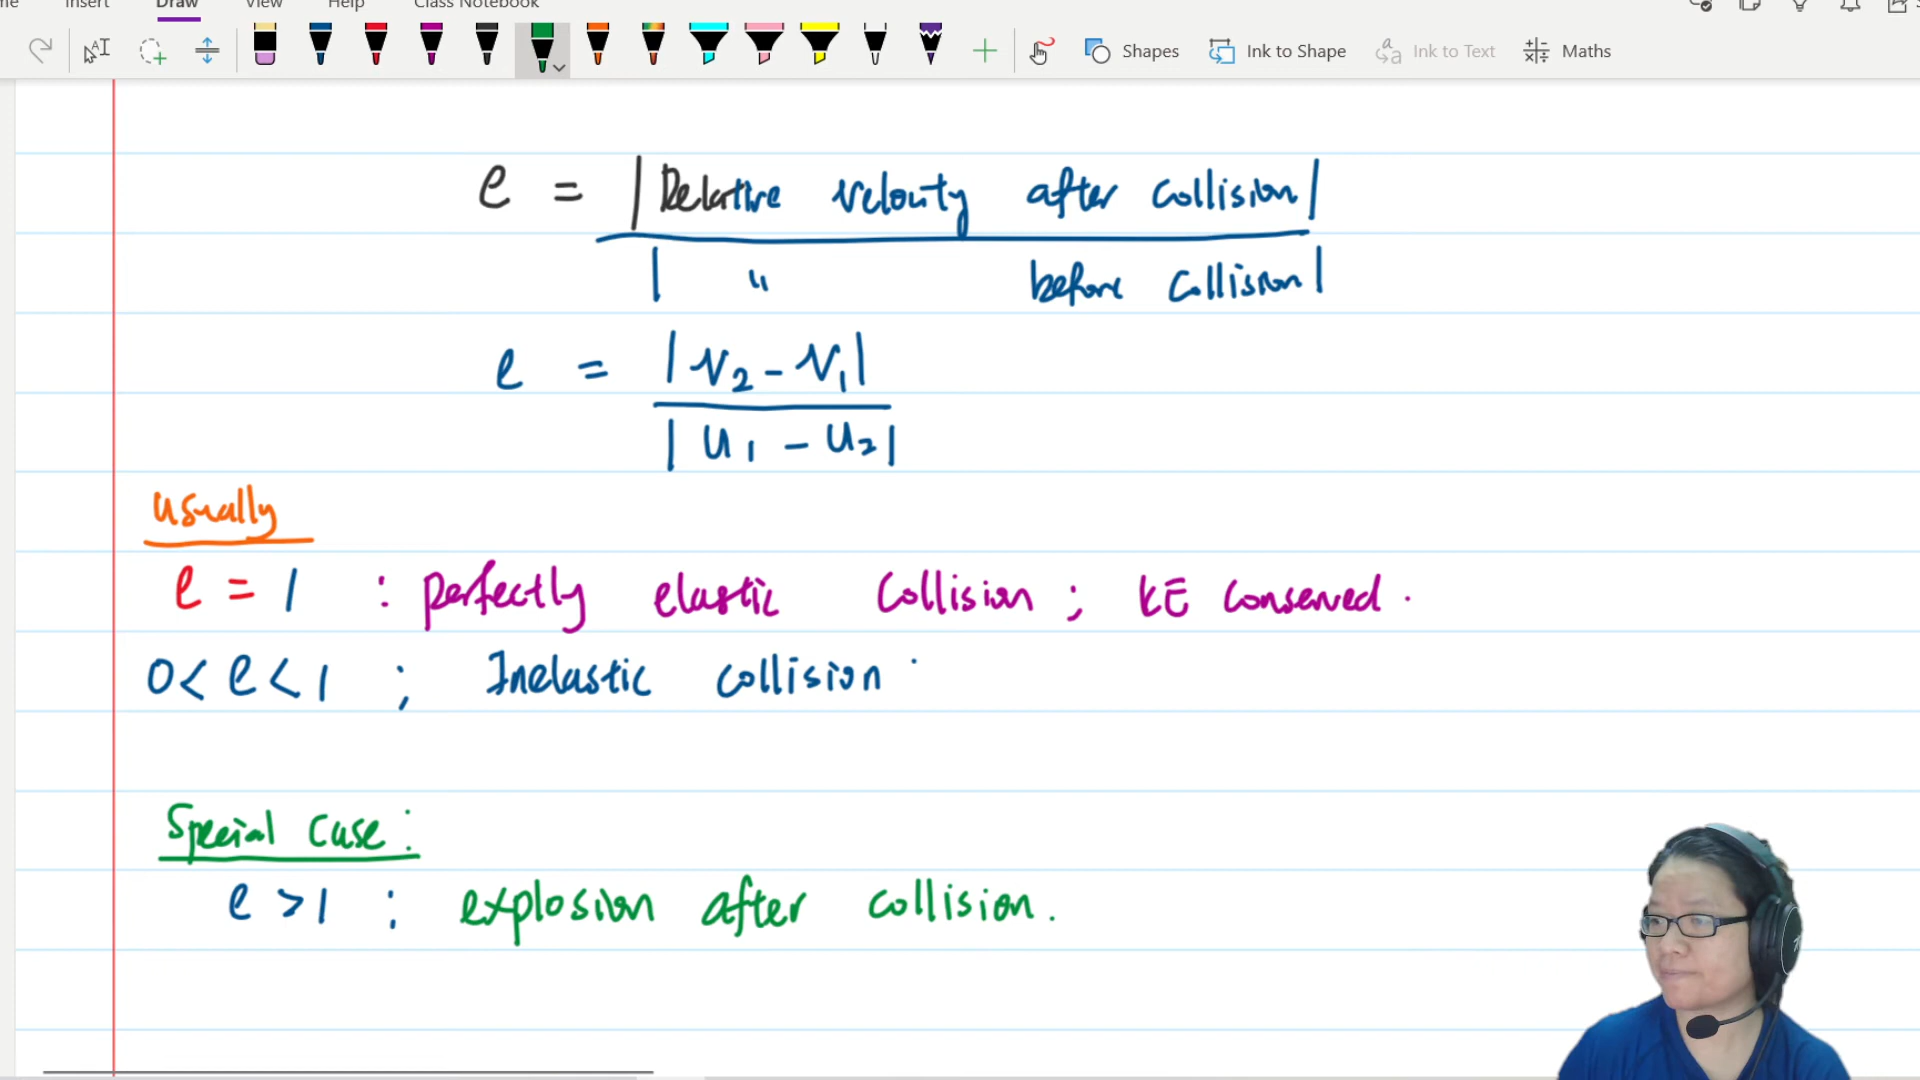 Insert Draw View Help Class Notebook
Shapes Ink to Shape Ink to Text Maths
e = |Relative velocity after collision|
| " before collision|
e = |v₂ - v₁|
| u₁ - u₂|
Usually
e = 1 : perfectly elastic collision ; KE conserved.
0 < e < 1 ; Inelastic collision.
Special Case :
e > 1 : explosion after collision.